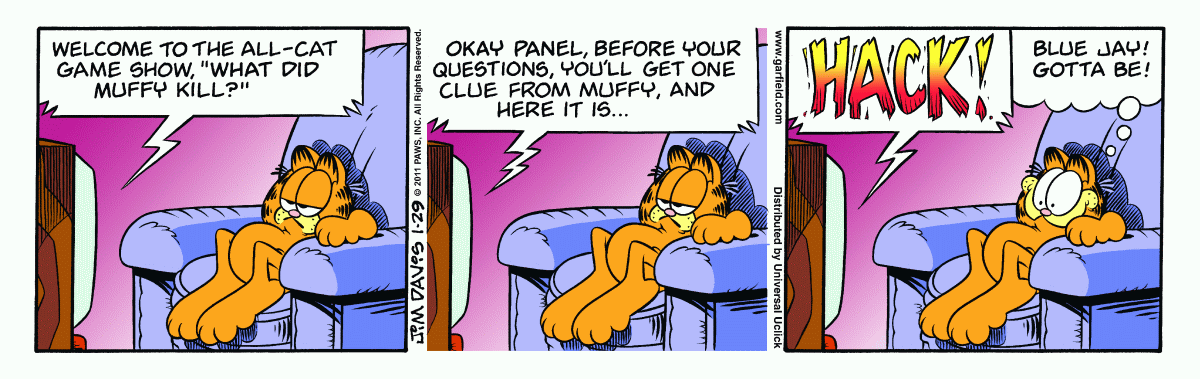 WELCOME TO THE ALL-CAT
GAME SHOW, "WHAT DID
MUFFY KILL?"
JIM DAVIS 1-29
© 2011 PAWS, INC. All Rights Reserved.
OKAY PANEL, BEFORE YOUR
QUESTIONS, YOU'LL GET ONE
CLUE FROM MUFFY, AND
HERE IT IS...
www.garfield.com
Distributed by Universal Uclick
HACK!
BLUE JAY!
GOTTA BE!